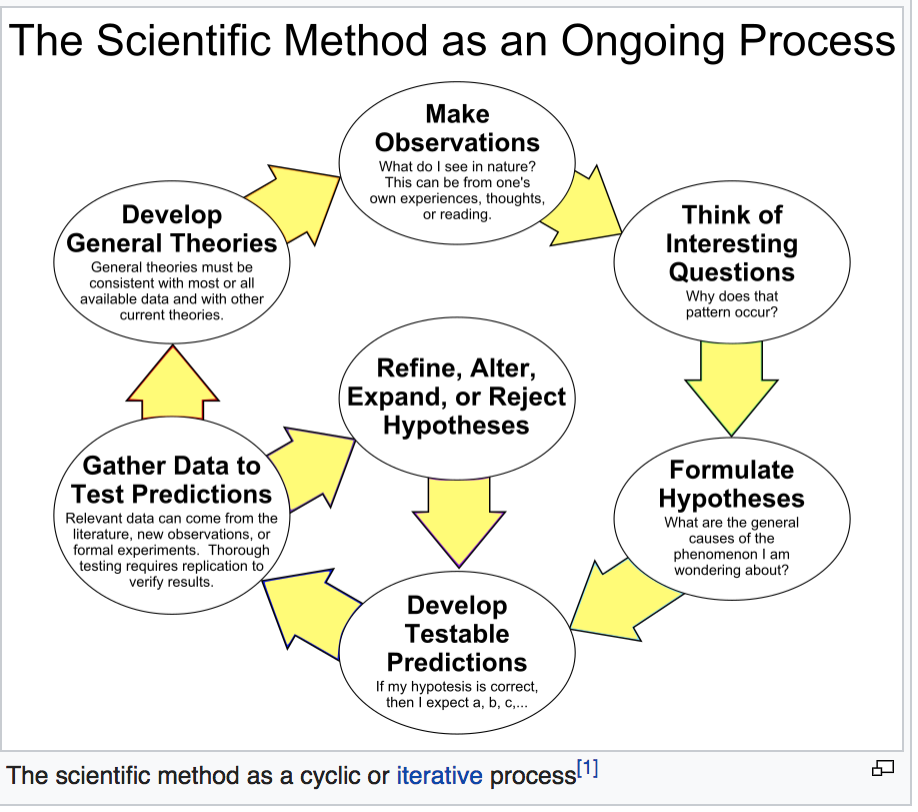 The Scientific Method as an Ongoing Process
Make
Observations
What do I see in nature?
This can be from one's
own experiences, thoughts,
or reading.
Think of
Interesting
Questions
Why does that
pattern occur?
Formulate
Hypotheses
What are the general
causes of the
phenomenon I am
wondering about?
Develop
Testable
Predictions
If my hypotesis is correct,
then I expect a, b, c,...
Gather Data to
Test Predictions
Relevant data can come from the
literature, new observations, or
formal experiments.  Thorough
testing requires replication to
verify results.
Refine, Alter,
Expand, or Reject
Hypotheses
Develop
General Theories
General theories must be
consistent with most or all
available data and with other
current theories.
The scientific method as a cyclic or iterative process[1]